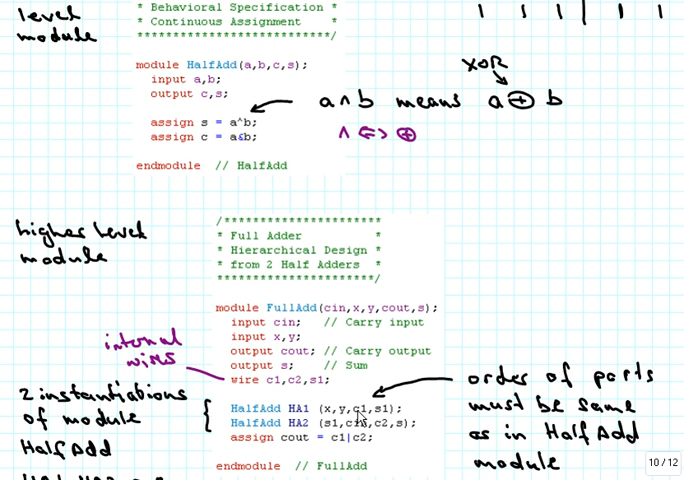 level
module
* Behavioral Specification *
* Continuous Assignment *
**************************/
module HalfAdd(a,b,c,s);
input a,b;
output c,s;
assign s = a^b;
assign c = a&b;
endmodule // HalfAdd
XOR
a ^ b means a ⊕ b
^ <=> ⊕
higher level
module
/**********************
* Full Adder *
* Hierarchical Design *
* from 2 Half Adders *
**********************/
module FullAdd(cin,x,y,cout,s);
input cin; // Carry input
input x,y;
output cout; // Carry output
output s; // Sum
wire c1,c2,s1;
HalfAdd HA1 (x,y,c1,s1);
HalfAdd HA2 (s1,cin,c2,s);
assign cout = c1|c2;
endmodule // FullAdd
internal
wires
2 instantiations
of module
HalfAdd
order of ports
must be same
as in HalfAdd
module
10/12